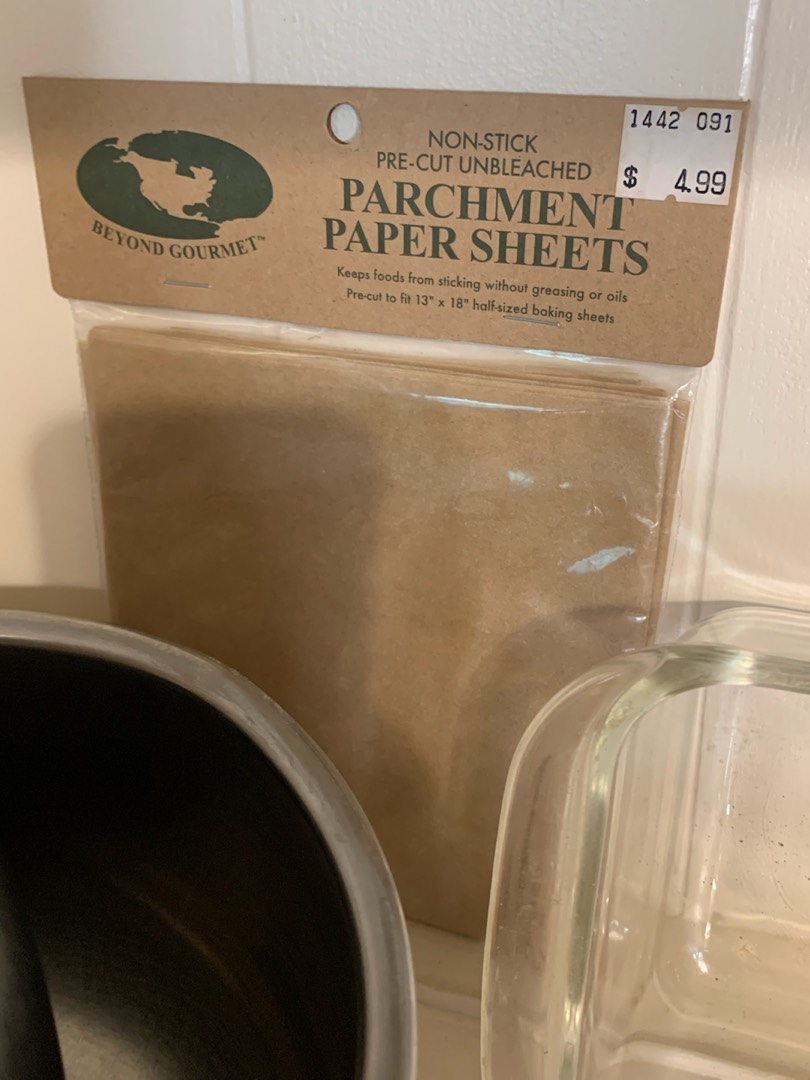 BEYOND GOURMET™
NON-STICK
PRE-CUT UNBLEACHED
PARCHMENT
PAPER SHEETS
Keeps foods from sticking without greasing or oils
Pre-cut to fit 13" x 18" half-sized baking sheets
1442 091
$ 4.99